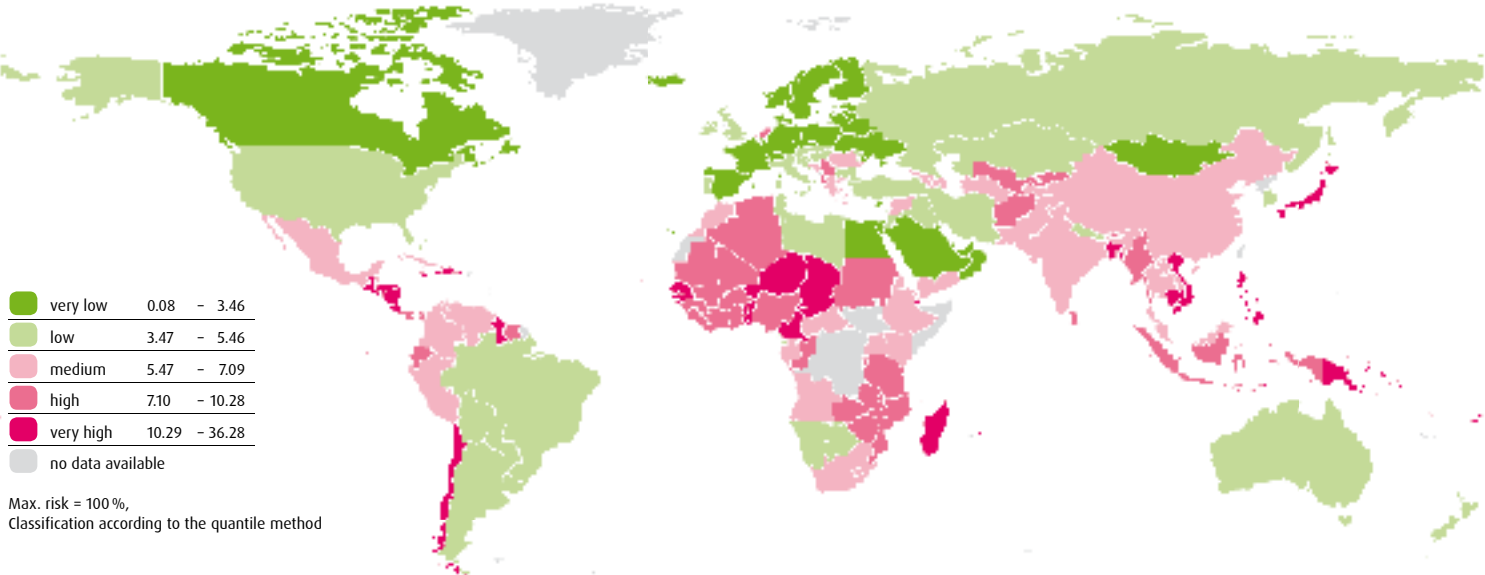 very low 0.08 – 3.46
low 3.47 – 5.46
medium 5.47 – 7.09
high 7.10 – 10.28
very high 10.29 – 36.28
no data available
Max. risk = 100 %,
Classification according to the quantile method